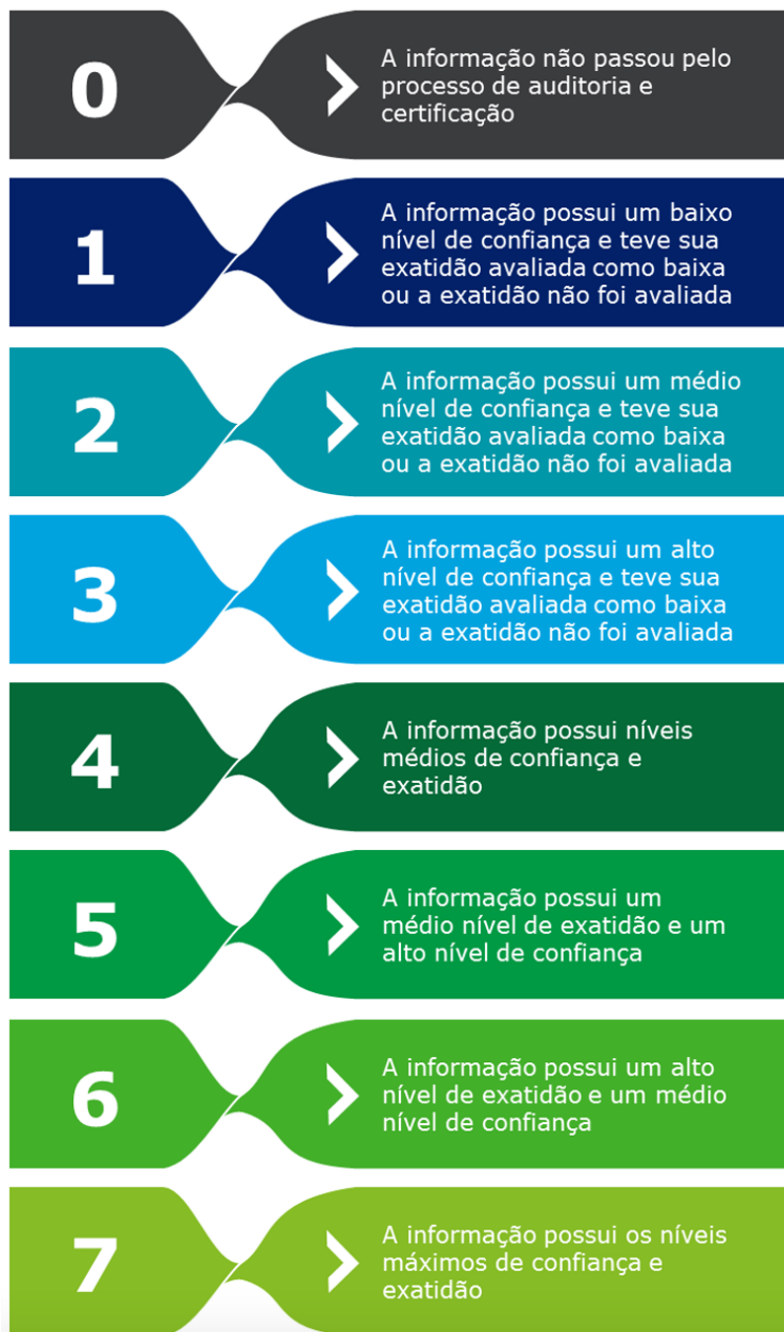 0
A informação não passou pelo
processo de auditoria e
certificação
1
A informação possui um baixo
nível de confiança e teve sua
exatidão avaliada como baixa
ou a exatidão não foi avaliada
2
A informação possui um médio
nível de confiança e teve sua
exatidão avaliada como baixa
ou a exatidão não foi avaliada
3
A informação possui um alto
nível de confiança e teve sua
exatidão avaliada como baixa
ou a exatidão não foi avaliada
4
A informação possui níveis
médios de confiança e
exatidão
5
A informação possui um
médio nível de exatidão e um
alto nível de confiança
6
A informação possui um alto
nível de exatidão e um médio
nível de confiança
7
A informação possui os níveis
máximos de confiança e
exatidão